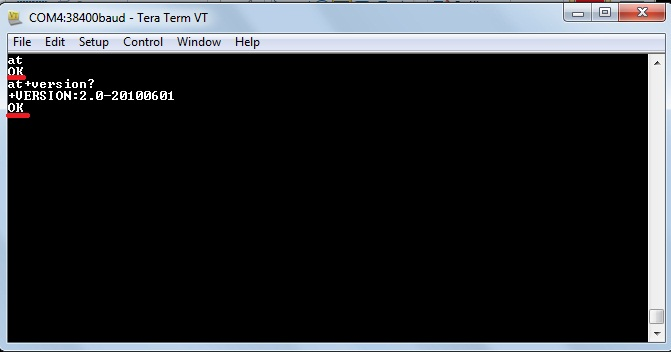 COM4:38400baud - Tera Term VT
File Edit Setup Control Window Help
at
OK
at+version?
+VERSION:2.0-20100601
OK